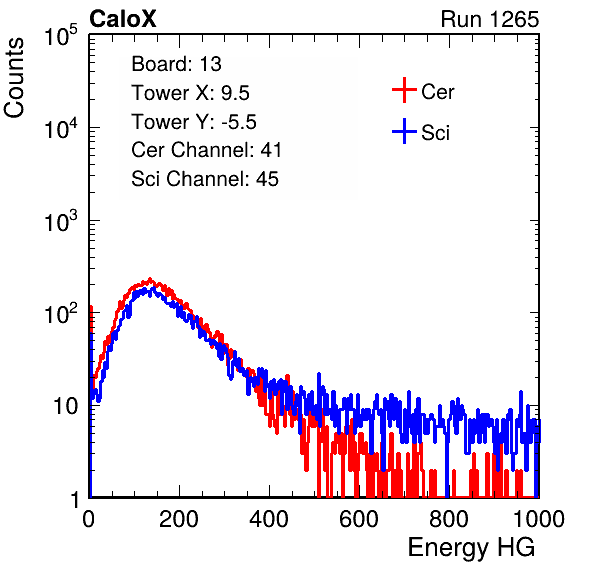 CaloX Run 1265
Counts
10^5
10^4
10^3
10^2
10
1
Board: 13
Tower X: 9.5
Tower Y: -5.5
Cer Channel: 41
Sci Channel: 45
Cer
Sci
0 200 400 600 800 1000
Energy HG